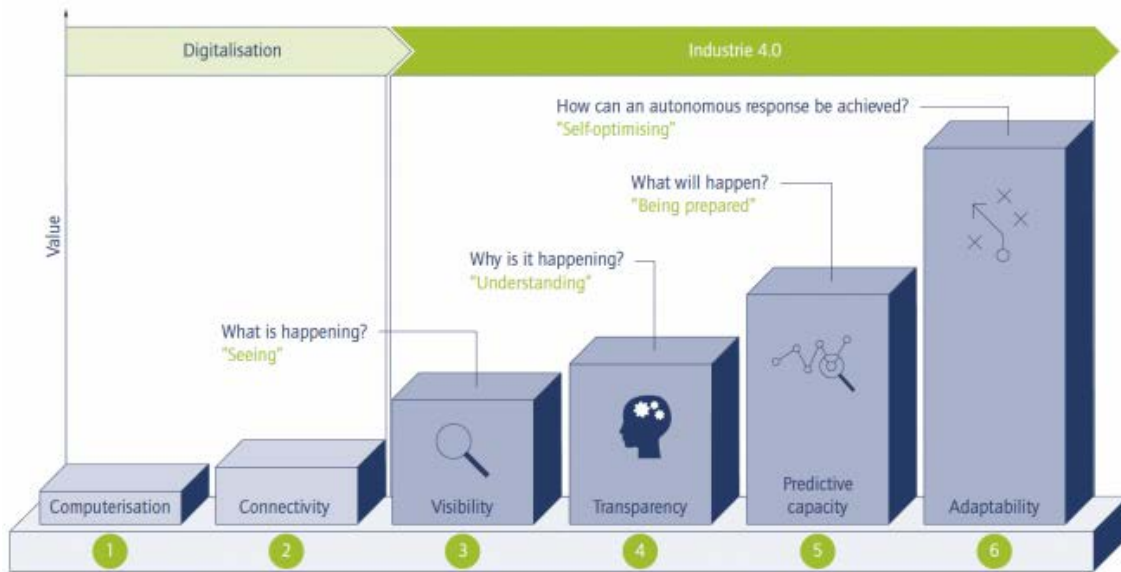 Digitalisation
Industrie 4.0
How can an autonomous response be achieved?
"Self-optimising"
What will happen?
"Being prepared"
Why is it happening?
"Understanding"
What is happening?
"Seeing"
Value
Computerisation
Connectivity
Visibility
Transparency
Predictive
capacity
Adaptability
1
2
3
4
5
6